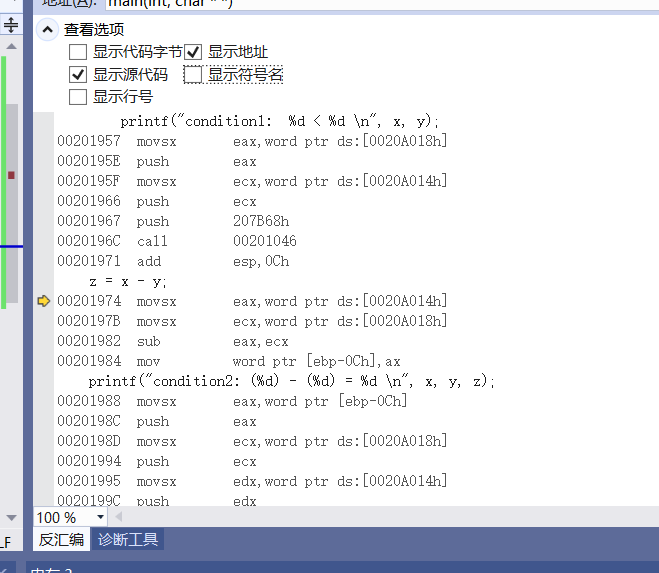 地址(A): main(int, char * *)
查看选项
显示代码字节 显示地址
显示源代码 显示符号名
显示行号
printf("condition1:  %d < %d \n", x, y);
00201957 movsx eax,word ptr ds:[0020A018h]
0020195E push eax
0020195F movsx ecx,word ptr ds:[0020A014h]
00201966 push ecx
00201967 push 207B68h
0020196C call 00201046
00201971 add esp,0Ch
z = x - y;
00201974 movsx eax,word ptr ds:[0020A014h]
0020197B movsx ecx,word ptr ds:[0020A018h]
00201982 sub eax,ecx
00201984 mov word ptr [ebp-0Ch],ax
printf("condition2: (%d) - (%d) = %d \n", x, y, z);
00201988 movsx eax,word ptr [ebp-0Ch]
0020198C push eax
0020198D movsx ecx,word ptr ds:[0020A018h]
00201994 push ecx
00201995 movsx edx,word ptr ds:[0020A014h]
0020199C push edx
100 %
LF 反汇编 诊断工具